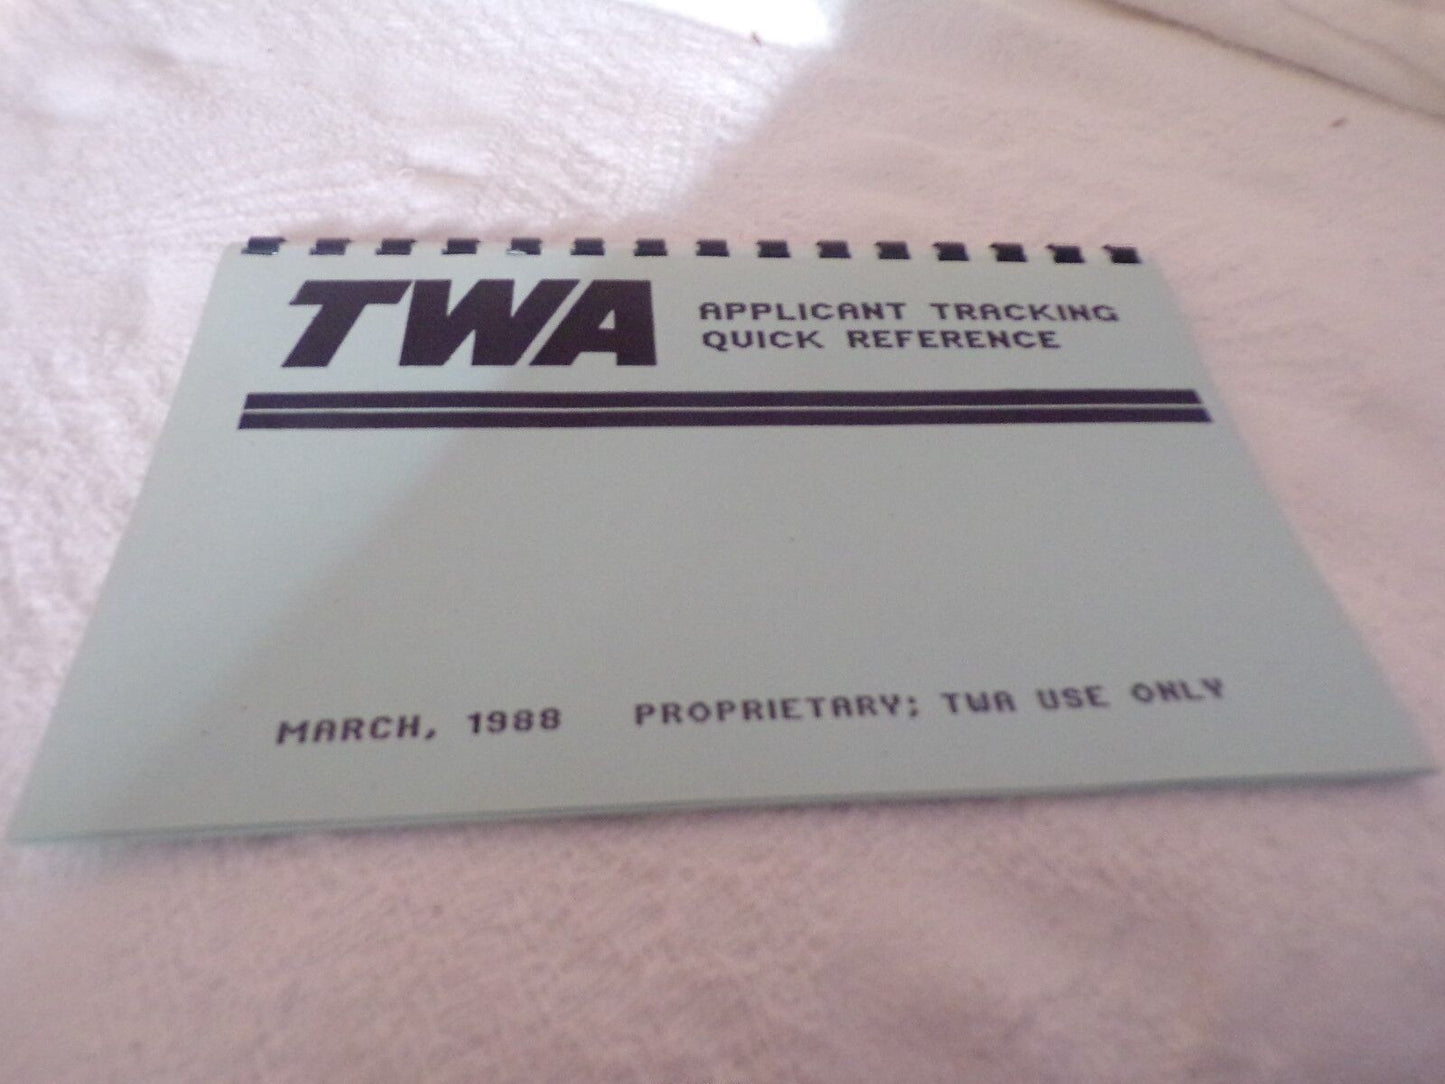 TWA
APPLICANT TRACKING
QUICK REFERENCE
MARCH, 1988 PROPRIETARY; TWA USE ONLY